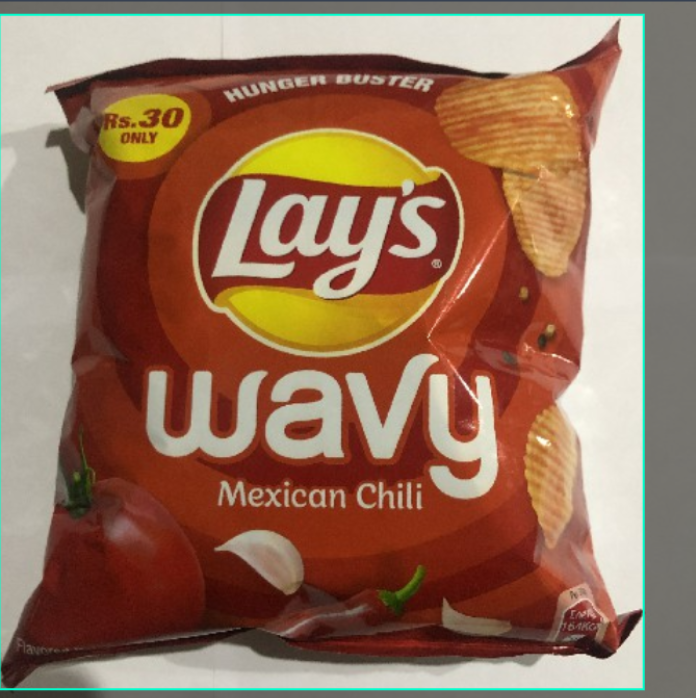 HUNGER BUSTER
Rs.30
ONLY
Lay's
®
wavy
Mexican Chili